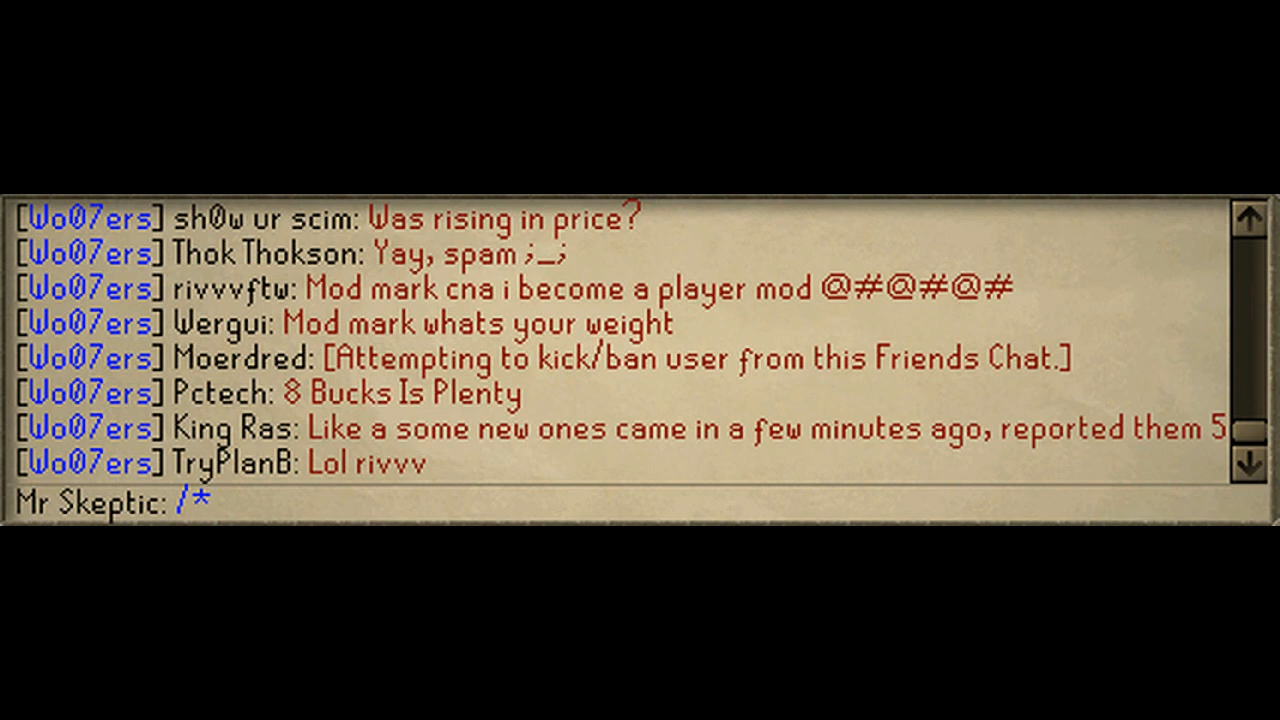 [Wo07ers] sh0w ur scim: Was rising in price?
[Wo07ers] Thok Thokson: Yay, spam ;_;
[Wo07ers] rivvvftw: Mod mark cna i become a player mod @#@#@#
[Wo07ers] Wergui: Mod mark whats your weight
[Wo07ers] Moerdred: [Attempting to kick/ban user from this Friends Chat.]
[Wo07ers] Pctech: 8 Bucks Is Plenty
[Wo07ers] King Ras: Like a some new ones came in a few minutes ago, reported them 5
[Wo07ers] TryPlanB: Lol rivvv
Mr Skeptic: /*